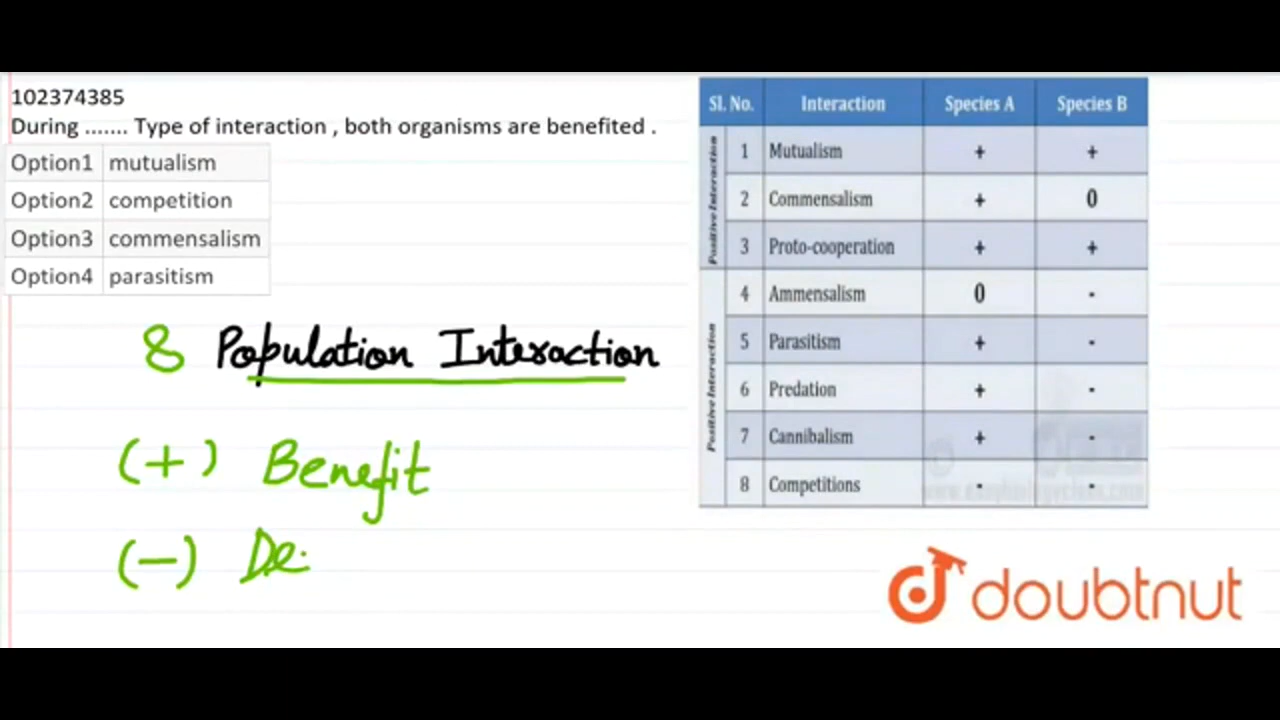 102374385
During ....... Type of interaction , both organisms are benefited .
Option1 mutualism
Option2 competition
Option3 commensalism
Option4 parasitism
8 Population Interaction
(+) Benefit
(-) De
Sl. No. Interaction Species A Species B
Positive Interaction
1 Mutualism + +
2 Commensalism + 0
3 Proto-cooperation + +
Positive Interaction
4 Ammensalism 0 -
5 Parasitism + -
6 Predation + -
7 Cannibalism + -
8 Competitions - -
doubtnut